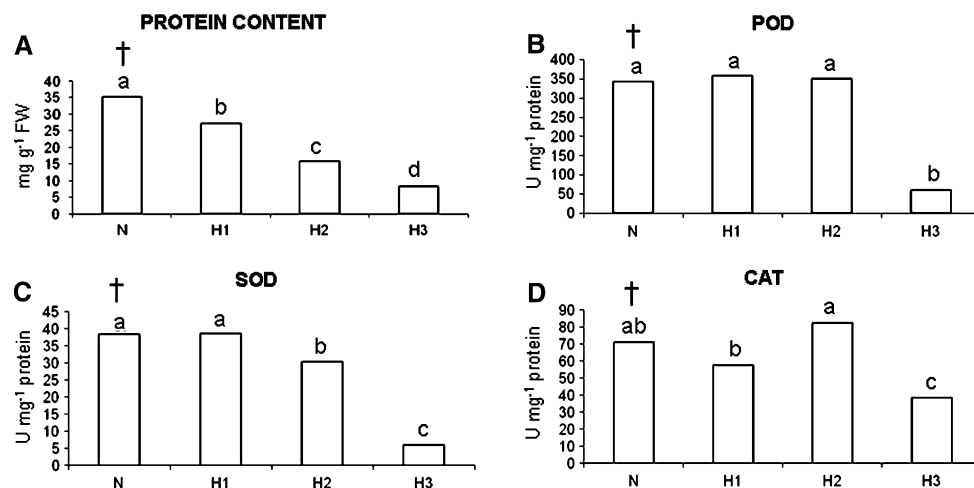 A
PROTEIN CONTENT
†
mg g⁻¹ FW
40
35
30
25
20
15
10
5
0
a
b
c
d
N H1 H2 H3
B
POD
†
U mg⁻¹ protein
400
350
300
250
200
150
100
50
0
a
a
a
b
N H1 H2 H3
C
SOD
†
U mg⁻¹ protein
45
40
35
30
25
20
15
10
5
0
a
a
b
c
N H1 H2 H3
D
CAT
†
U mg⁻¹ protein
90
80
70
60
50
40
30
20
10
0
ab
b
a
c
N H1 H2 H3